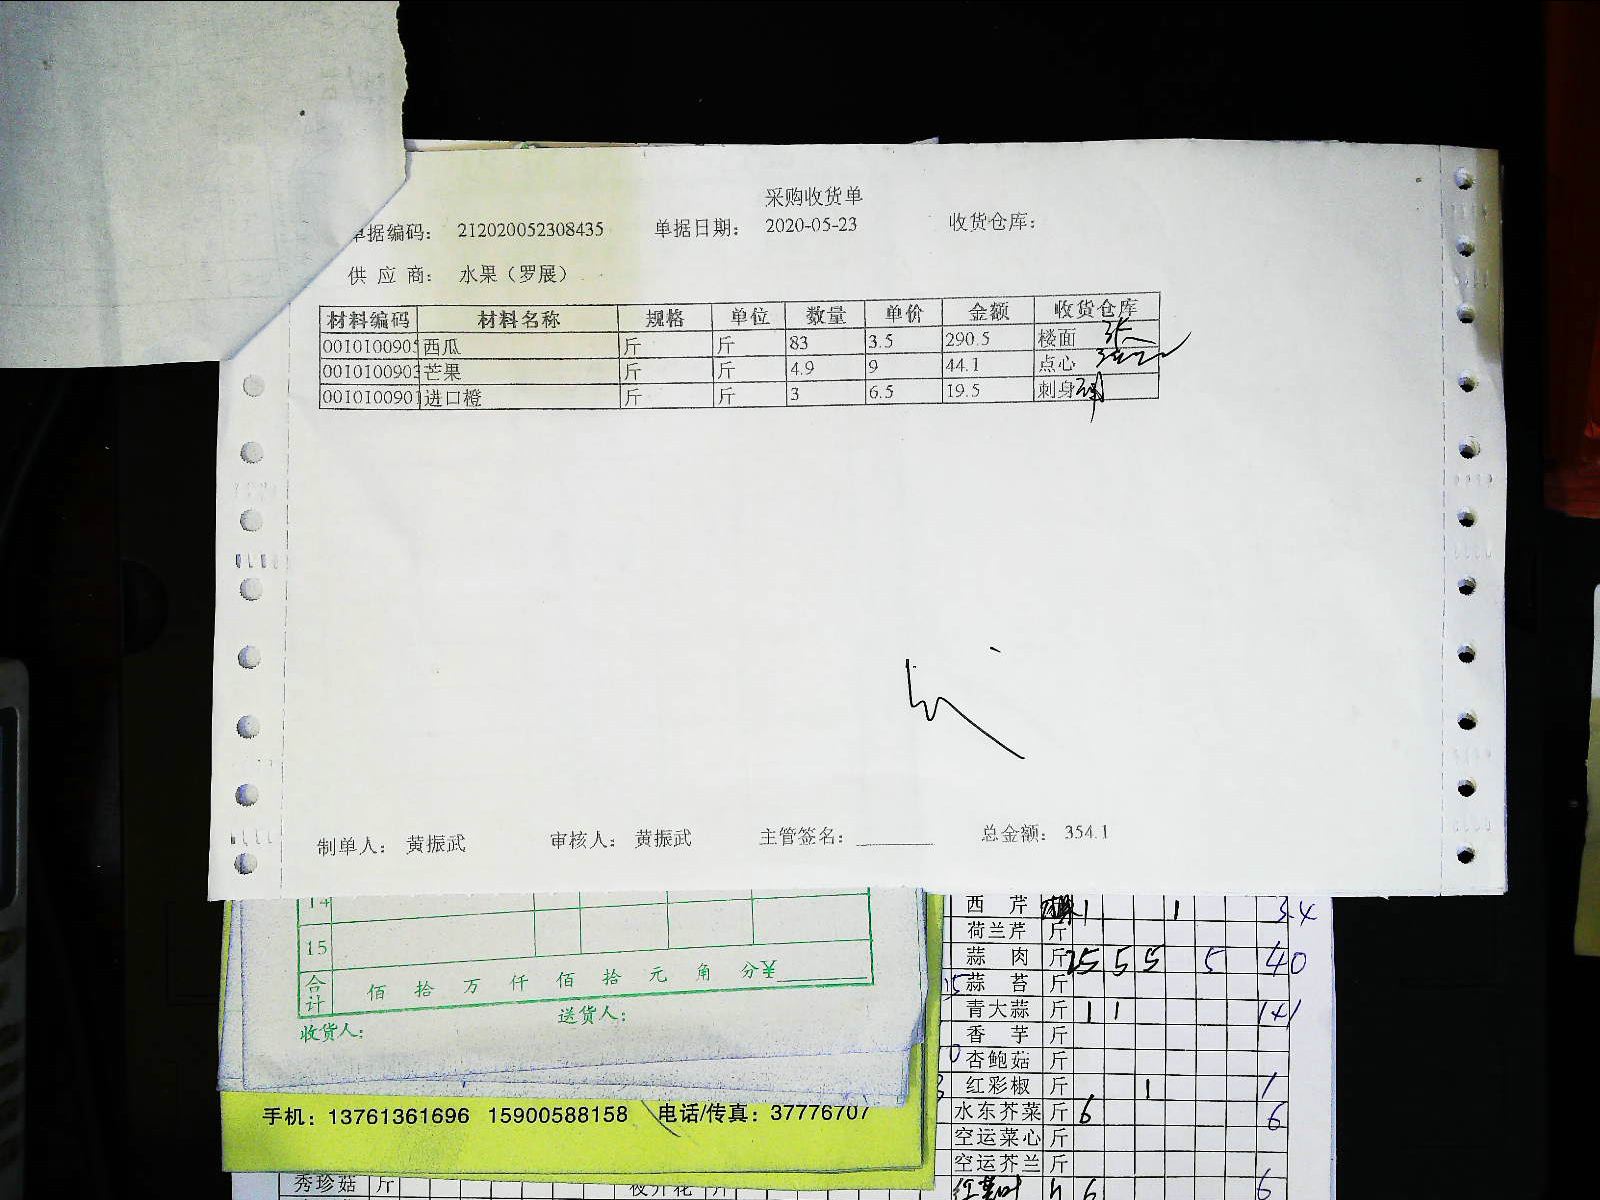 采购收货单
单据编码： 212020052308435 单据日期： 2020-05-23 收货仓库：
供 应 商： 水果（罗展）
材料编码 材料名称 规格 单位 数量 单价 金额 收货仓库
0010100905 西瓜 斤 斤 83 3.5 290.5 楼面
0010100903 芒果 斤 斤 4.9 9 44.1 点心
0010100901 进口橙 斤 斤 3 6.5 19.5 刺身
制单人： 黄振武 审核人： 黄振武 主管签名： 总金额： 354.1
14
15
合计 佰 拾 万 仟 佰 拾 元 角 分 ¥
收货人： 送货人：
手机：13761361696 15900588158 电话/传真：37776707
西 芹 1 1
荷兰芹 斤
蒜 肉 斤 25 5 5 5 40
蒜 苔 斤
青大蒜 斤 1 1 1+1
香 芋 斤
杏鲍菇 斤
红彩椒 斤 1 1
水东芥菜 斤 6 6
空运菜心 斤
空运芥兰 斤
6 6
秀珍菇 斤